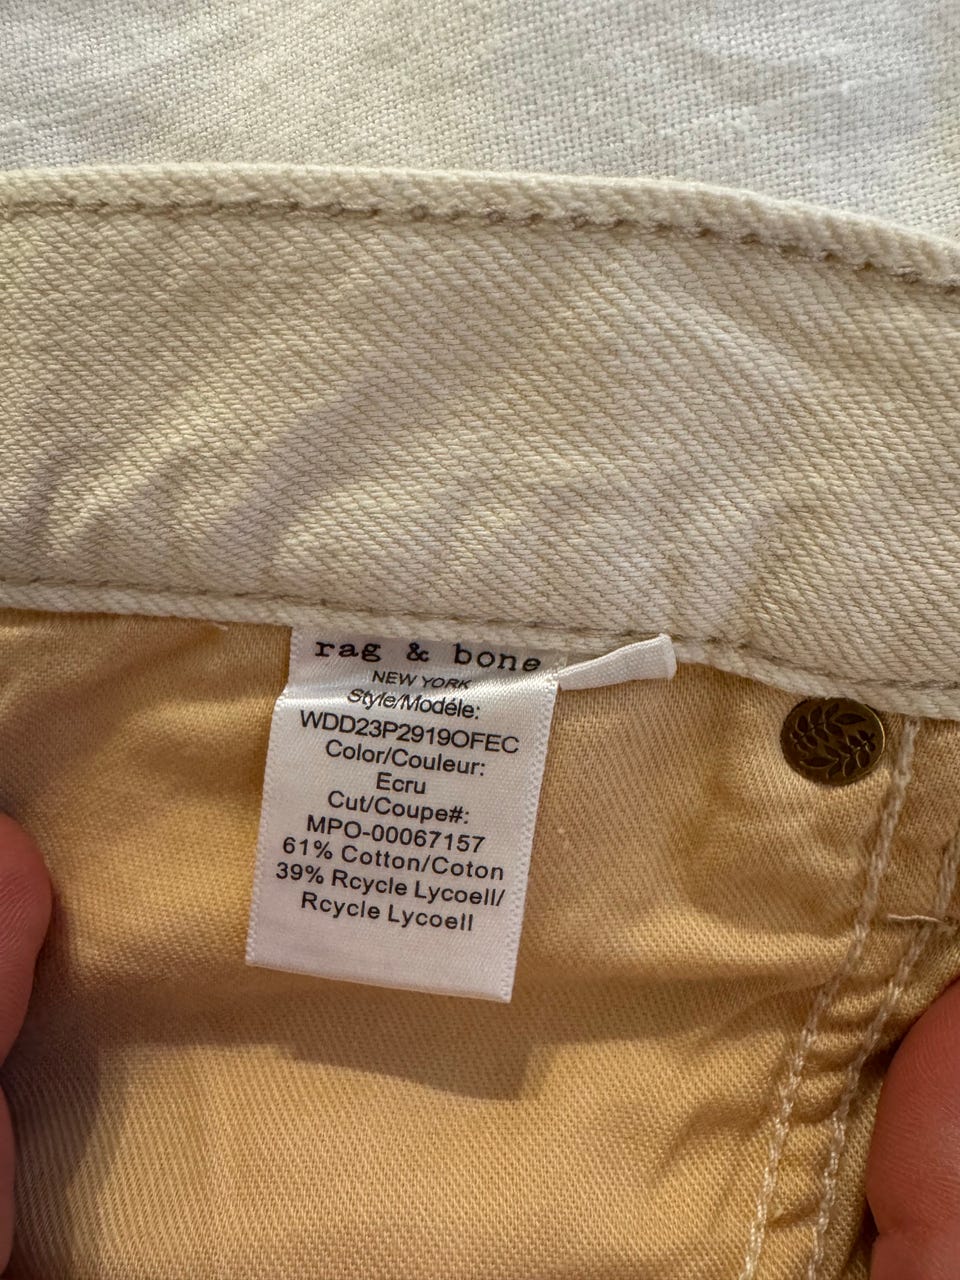 rag & bone
NEW YORK
Style/Modéle:
WDD23P2919OFEC
Color/Couleur:
Ecru
Cut/Coupe#:
MPO-00067157
61% Cotton/Coton
39% Rcycle Lycoell/
Rcycle Lycoell